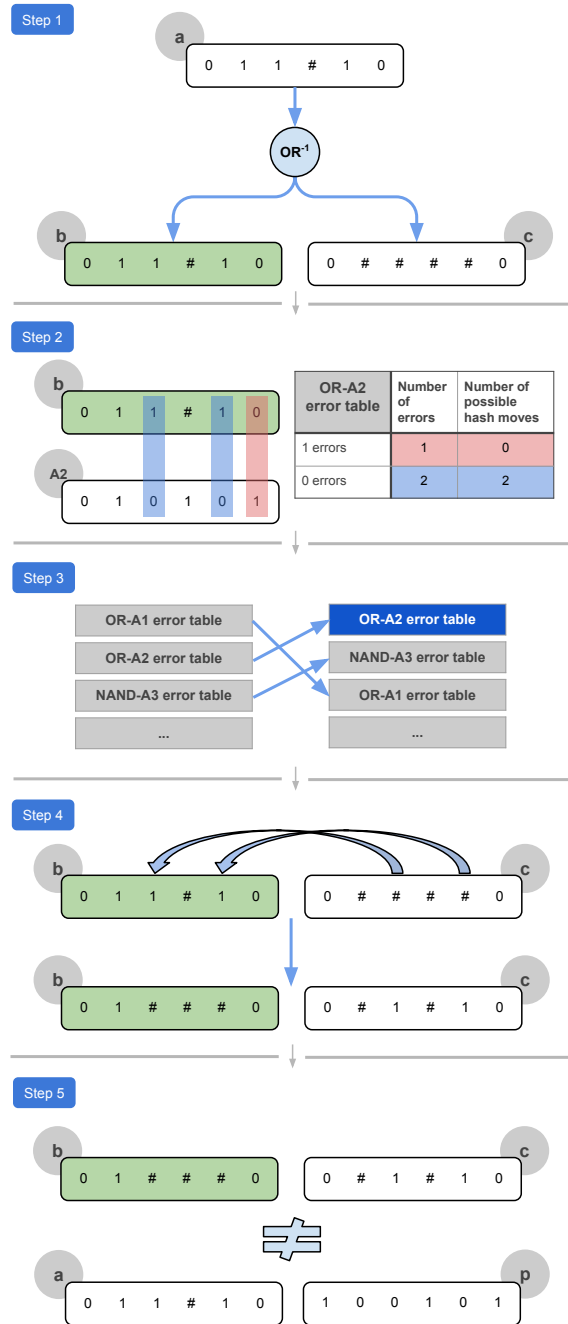 Step 1
a
0 1 1 # 1 0
OR-1
b
0 1 1 # 1 0
c
0 # # # # 0
Step 2
b
0 1 1 # 1 0
A2
0 1 0 1 0 1
OR-A2 error table
Number of errors
Number of possible hash moves
1 errors
1
0
0 errors
2
2
Step 3
OR-A1 error table
OR-A2 error table
NAND-A3 error table
...
OR-A2 error table
NAND-A3 error table
OR-A1 error table
...
Step 4
b
0 1 1 # 1 0
c
0 # # # # 0
b
0 1 # # # 0
c
0 # 1 # 1 0
Step 5
b
0 1 # # # 0
c
0 # 1 # 1 0
≠
a
0 1 1 # 1 0
p
1 0 0 1 0 1